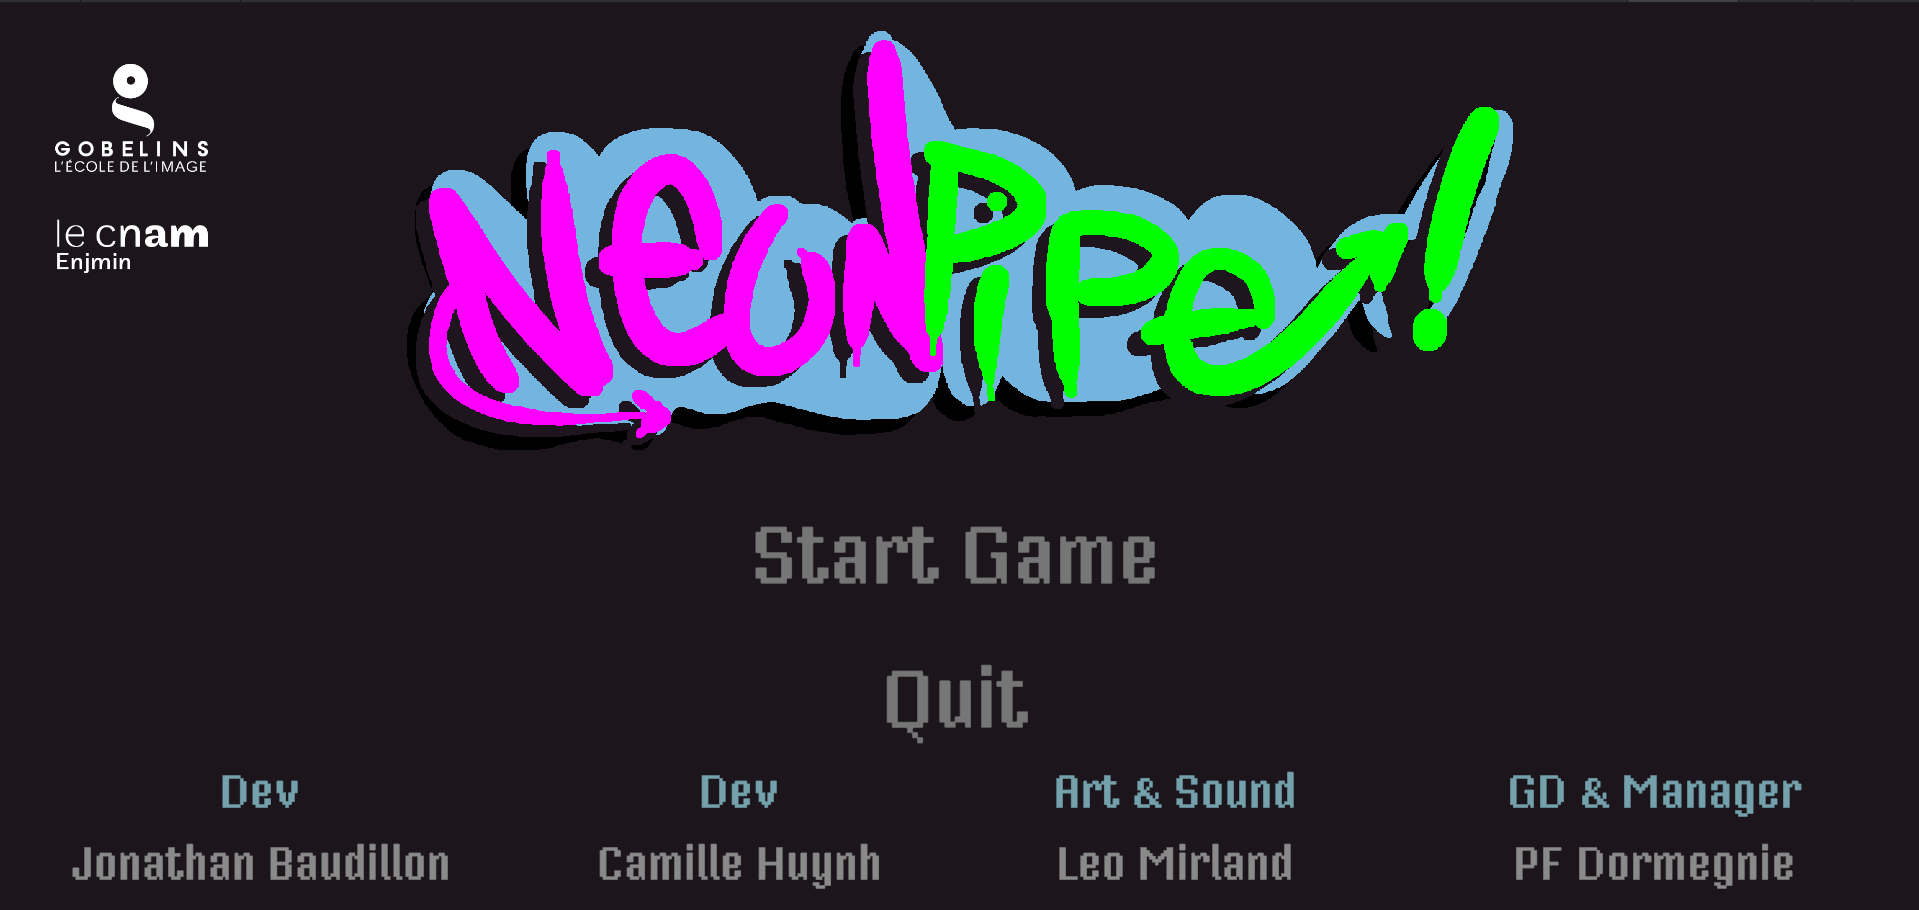 GOBELINS
L'ÉCOLE DE L'IMAGE
le cnam
Enjmin
NeonPiPe!
Start Game
Quit
Dev
Jonathan Baudillon
Dev
Camille Huynh
Art & Sound
Leo Mirland
GD & Manager
PF Dormegnie